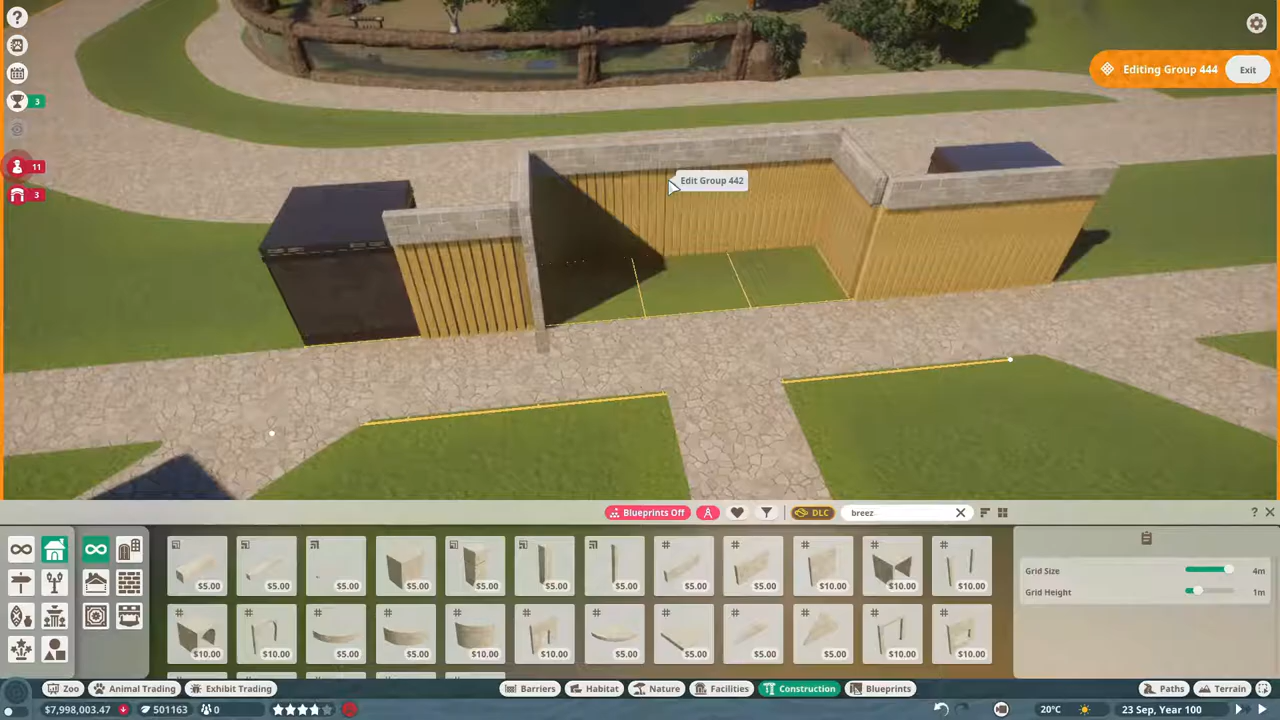 ?
Editing Group 444
Exit
3
11
3
Edit Group 442
Blueprints Off
DLC
breez
?
$5.00 $5.00 $5.00 $5.00 $5.00 $5.00 $5.00 $5.00 $5.00 $10.00 $10.00 $10.00
Grid Size 4m
Grid Height 1m
$10.00 $10.00 $5.00 $5.00 $10.00 $10.00 $5.00 $5.00 $5.00 $5.00 $10.00 $10.00
Zoo Animal Trading Exhibit Trading Barriers Habitat Nature Facilities Construction Blueprints Paths Terrain
$7,998,003.47 501163 0 20°C 23 Sep, Year 100